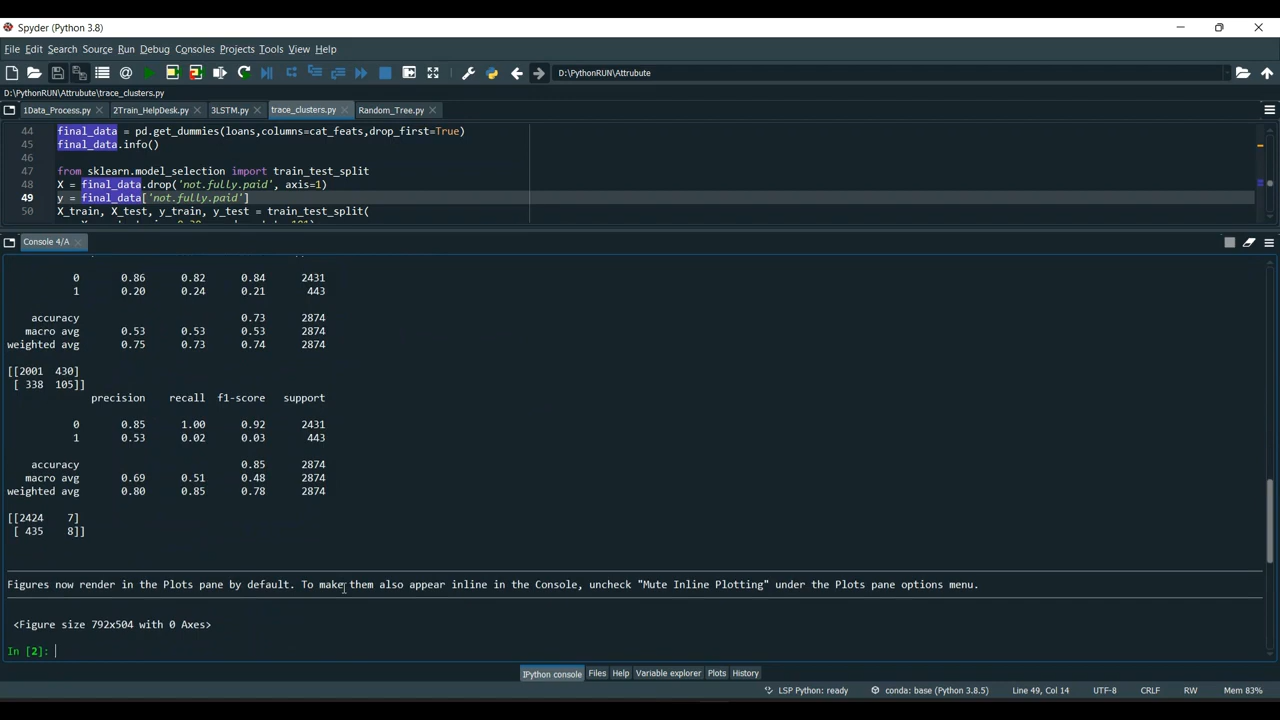 Spyder (Python 3.8)
File Edit Search Source Run Debug Consoles Projects Tools View Help
D:\PythonRUN\Attrubute
D:\PythonRUN\Attrubute\trace_clusters.py
1Data_Process.py 2Train_HelpDesk.py 3LSTM.py trace_clusters.py Random_Tree.py
44 final_data = pd.get_dummies(loans,columns=cat_feats,drop_first=True)
45 final_data.info()
46
47 from sklearn.model_selection import train_test_split
48 X = final_data.drop('not.fully.paid', axis=1)
49 y = final_data['not.fully.paid']
50 X_train, X_test, y_train, y_test = train_test_split(
Console 4/A
0 0.86 0.82 0.84 2431
1 0.20 0.24 0.21 443
accuracy 0.73 2874
macro avg 0.53 0.53 0.53 2874
weighted avg 0.75 0.73 0.74 2874
[[2001 430]
[ 338 105]]
precision recall f1-score support
0 0.85 1.00 0.92 2431
1 0.53 0.02 0.03 443
accuracy 0.85 2874
macro avg 0.69 0.51 0.48 2874
weighted avg 0.80 0.85 0.78 2874
[[2424 7]
[ 435 8]]
Figures now render in the Plots pane by default. To make them also appear inline in the Console, uncheck "Mute Inline Plotting" under the Plots pane options menu.
<Figure size 792x504 with 0 Axes>
In [2]:
IPython console Files Help Variable explorer Plots History
LSP Python: ready conda: base (Python 3.8.5) Line 49, Col 14 UTF-8 CRLF RW Mem 83%